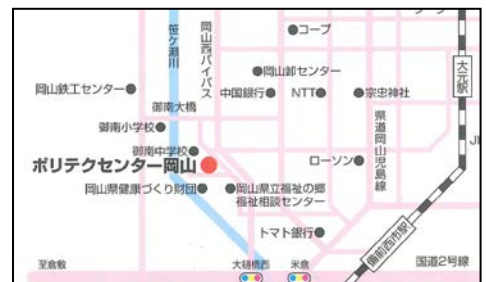 コープ
笹ケ瀬川
岡山西バイパス
岡山卸センター
大元駅
岡山鉄工センター
中国銀行
NTT
宗忠神社
御南大橋
御南小学校
県道岡山児島線
御南中学校
ポリテクセンター岡山
ローソン
岡山県健康づくり財団
岡山県立福祉の郷
福祉相談センター
トマト銀行
備前西市駅
至倉敷
大樋橋西
米倉
国道2号線